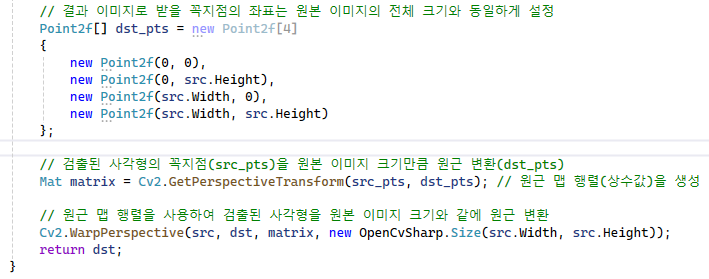 // 결과 이미지로 받을 꼭지점의 좌표는 원본 이미지의 전체 크기와 동일하게 설정
Point2f[] dst_pts = new Point2f[4]
{
new Point2f(0, 0),
new Point2f(0, src.Height),
new Point2f(src.Width, 0),
new Point2f(src.Width, src.Height)
};
// 검출된 사각형의 꼭지점(src_pts)을 원본 이미지 크기만큼 원근 변환(dst_pts)
Mat matrix = Cv2.GetPerspectiveTransform(src_pts, dst_pts); // 원근 맵 행렬(상수값)을 생성
// 원근 맵 행렬을 사용하여 검출된 사각형을 원본 이미지 크기와 같에 원근 변환
Cv2.WarpPerspective(src, dst, matrix, new OpenCvSharp.Size(src.Width, src.Height));
return dst;
}